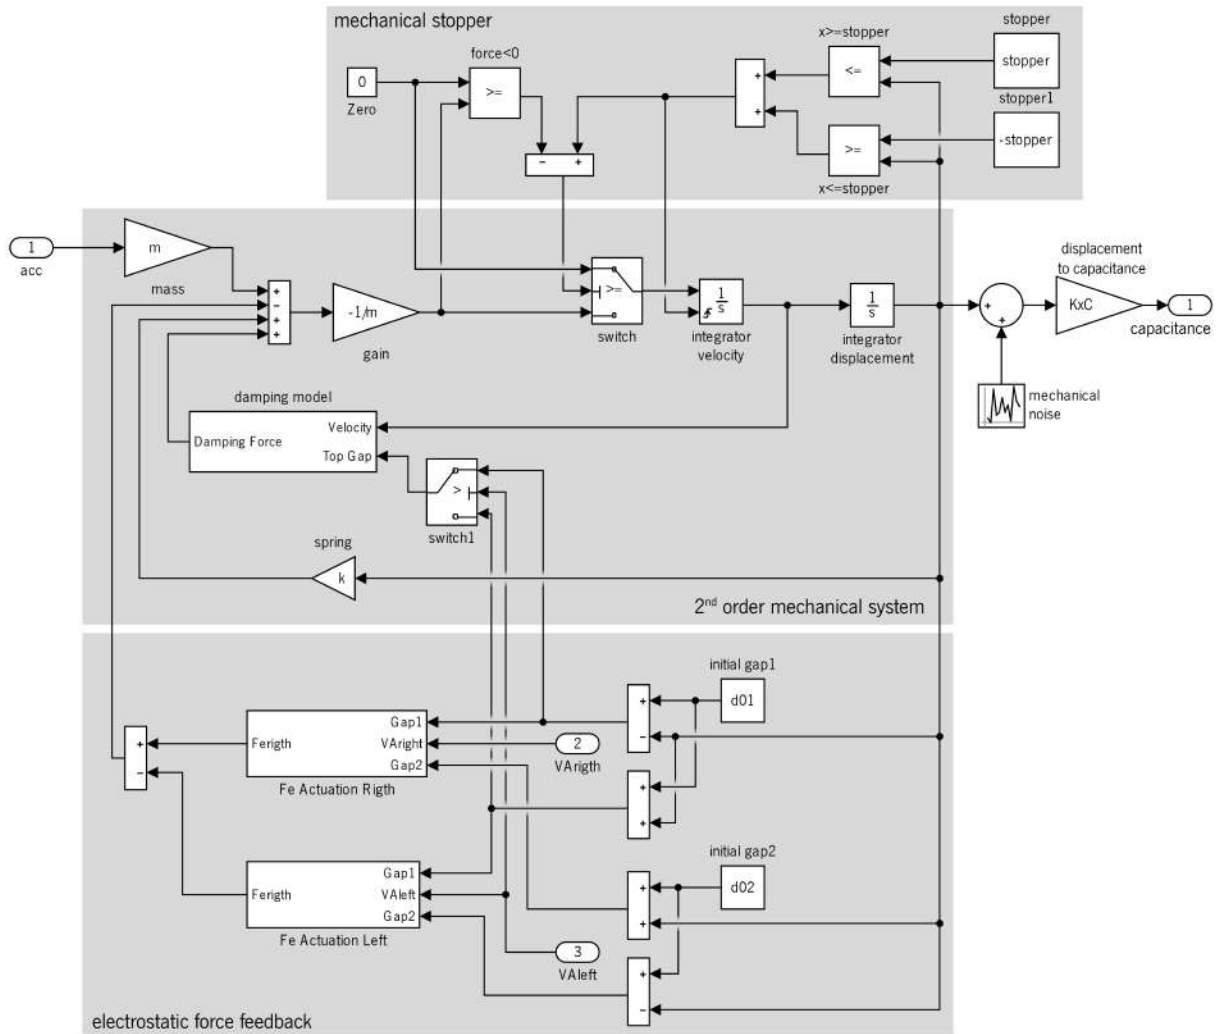 mechanical stopper
stopper
x>=stopper
force<0
stopper
0
>=
+
<=
Zero
+
stopper1
-stopper
>=
- +
x<=stopper
1
acc
m
mass
+
-
+
+
-1/m
gain
>=
switch
1/s
integrator
velocity
1/s
integrator
displacement
+
+
displacement
to capacitance
KxC
1
capacitance
mechanical
noise
damping model
Velocity
Damping Force
Top Gap
>
switch1
spring
k
2nd order mechanical system
initial gap1
d01
+
-
Gap1
VAright
Gap2
Ferigth
Fe Actuation Rigth
2
VArigth
+
-
+
+
initial gap2
d02
+
+
Gap1
VAleft
Gap2
Ferigth
Fe Actuation Left
3
VAleft
+
-
electrostatic force feedback